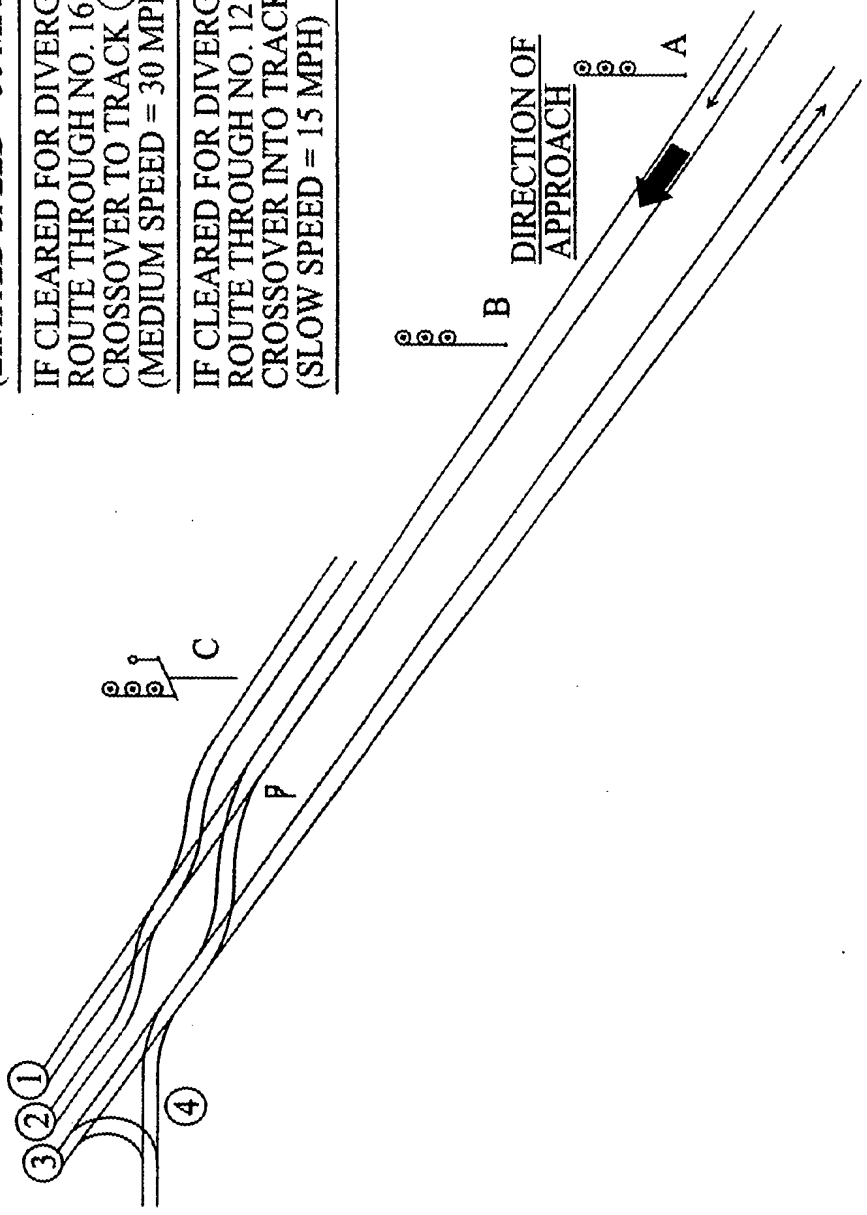 IF CLEARED FOR DIVERG
ROUTE THROUGH NO. 16
CROSSOVER TO TRACK (
(MEDIUM SPEED = 30 MPH
IF CLEARED FOR DIVERG
ROUTE THROUGH NO. 12
CROSSOVER INTO TRACK
(SLOW SPEED = 15 MPH)
DIRECTION OF
APPROACH
A
B
C
1
2
3
4